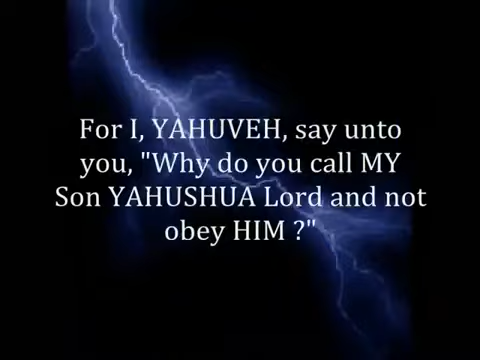 For I, YAHUVEH, say unto
you, "Why do you call MY
Son YAHUSHUA Lord and not
obey HIM ?"